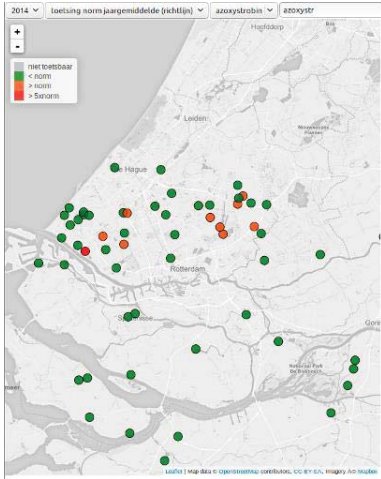 2014 toetsing norm jaargemiddelde (richtlijn) azoxystrobin azoxystr
+
-
niet toetsbaar
< norm
> norm
> 5xnorm
Hoofddorp
Leiden
The Hague
Rotterdam
Leaflet | Map data © OpenStreetMap contributors, CC-BY-SA, Imagery © Mapbox